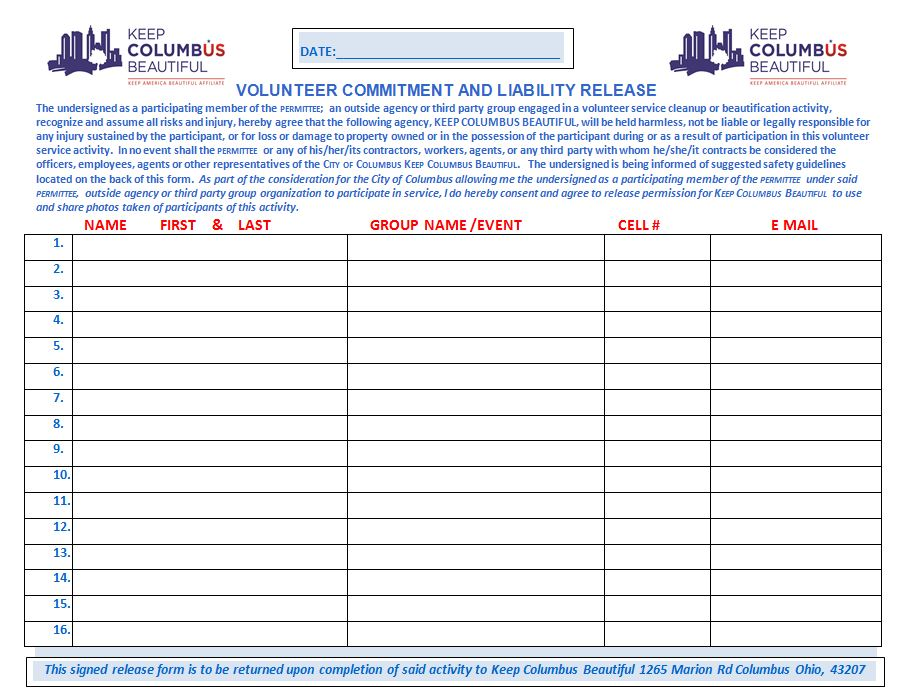 KEEP
COLUMBUS
BEAUTIFUL
KEEP AMERICA BEAUTIFUL AFFILIATE
DATE:______________________________
KEEP
COLUMBUS
BEAUTIFUL
KEEP AMERICA BEAUTIFUL AFFILIATE
VOLUNTEER COMMITMENT AND LIABILITY RELEASE
The undersigned as a participating member of the PERMITTEE; an outside agency or third party group engaged in a volunteer service cleanup or beautification activity,
recognize and assume all risks and injury, hereby agree that the following agency, KEEP COLUMBUS BEAUTIFUL, will be held harmless, not be liable or legally responsible for
any injury sustained by the participant, or for loss or damage to property owned or in the possession of the participant during or as a result of participation in this volunteer
service activity. In no event shall the PERMITTEE or any of his/her/its contractors, workers, agents, or any third party with whom he/she/it contracts be considered the
officers, employees, agents or other representatives of the CITY OF COLUMBUS KEEP COLUMBUS BEAUTIFUL. The undersigned is being informed of suggested safety guidelines
located on the back of this form. As part of the consideration for the City of Columbus allowing me the undersigned as a participating member of the PERMITTEE under said
PERMITTEE, outside agency or third party group organization to participate in service, I do hereby consent and agree to release permission for KEEP COLUMBUS BEAUTIFUL to use
and share photos taken of participants of this activity.
NAME FIRST & LAST GROUP NAME /EVENT CELL # E MAIL
1.
2.
3.
4.
5.
6.
7.
8.
9.
10.
11.
12.
13.
14.
15.
16.
This signed release form is to be returned upon completion of said activity to Keep Columbus Beautiful 1265 Marion Rd Columbus Ohio, 43207